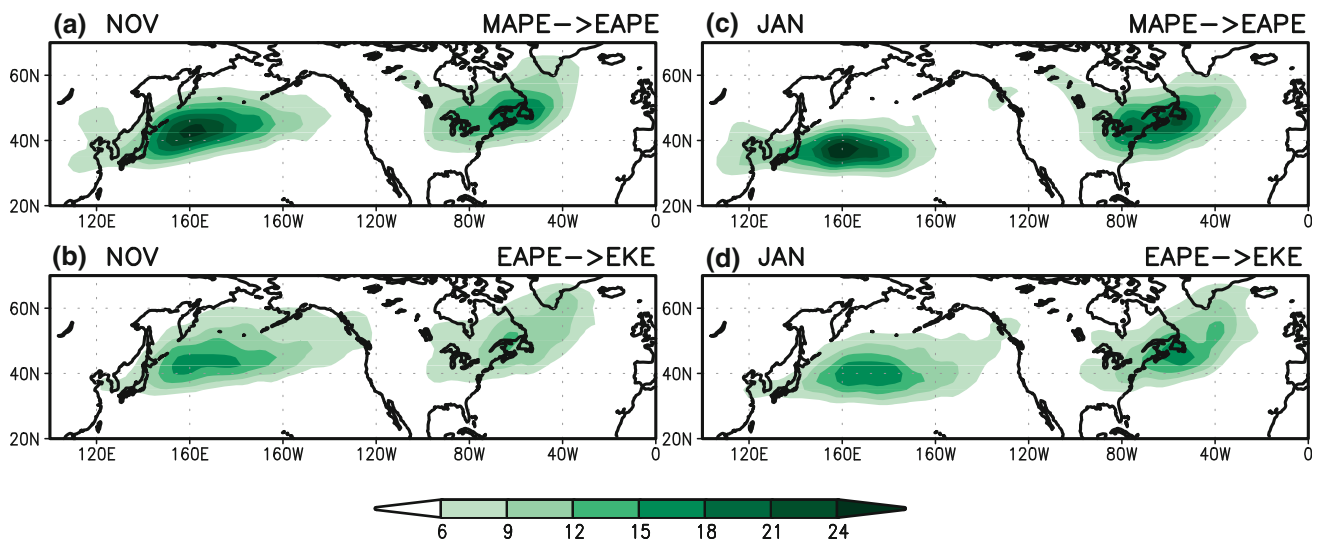 (a) NOV MAPE->EAPE
60N
40N
20N
120E 160E 160W 120W 80W 40W 0
(c) JAN MAPE->EAPE
60N
40N
20N
120E 160E 160W 120W 80W 40W 0
(b) NOV EAPE->EKE
60N
40N
20N
120E 160E 160W 120W 80W 40W 0
(d) JAN EAPE->EKE
60N
40N
20N
120E 160E 160W 120W 80W 40W 0
6 9 12 15 18 21 24